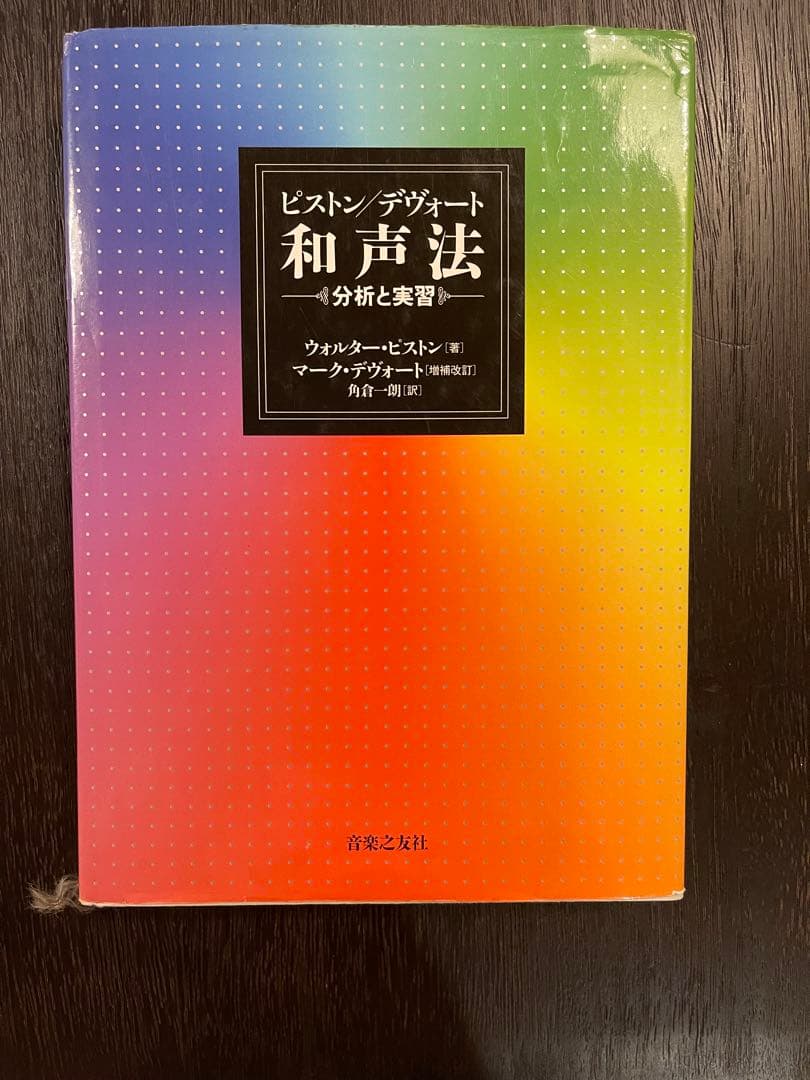 ピストン/デヴォート
和声法
分析と実習
ウォルター・ピストン[著]
マーク・デヴォート[増補改訂]
角倉一朗[訳]
音楽之友社